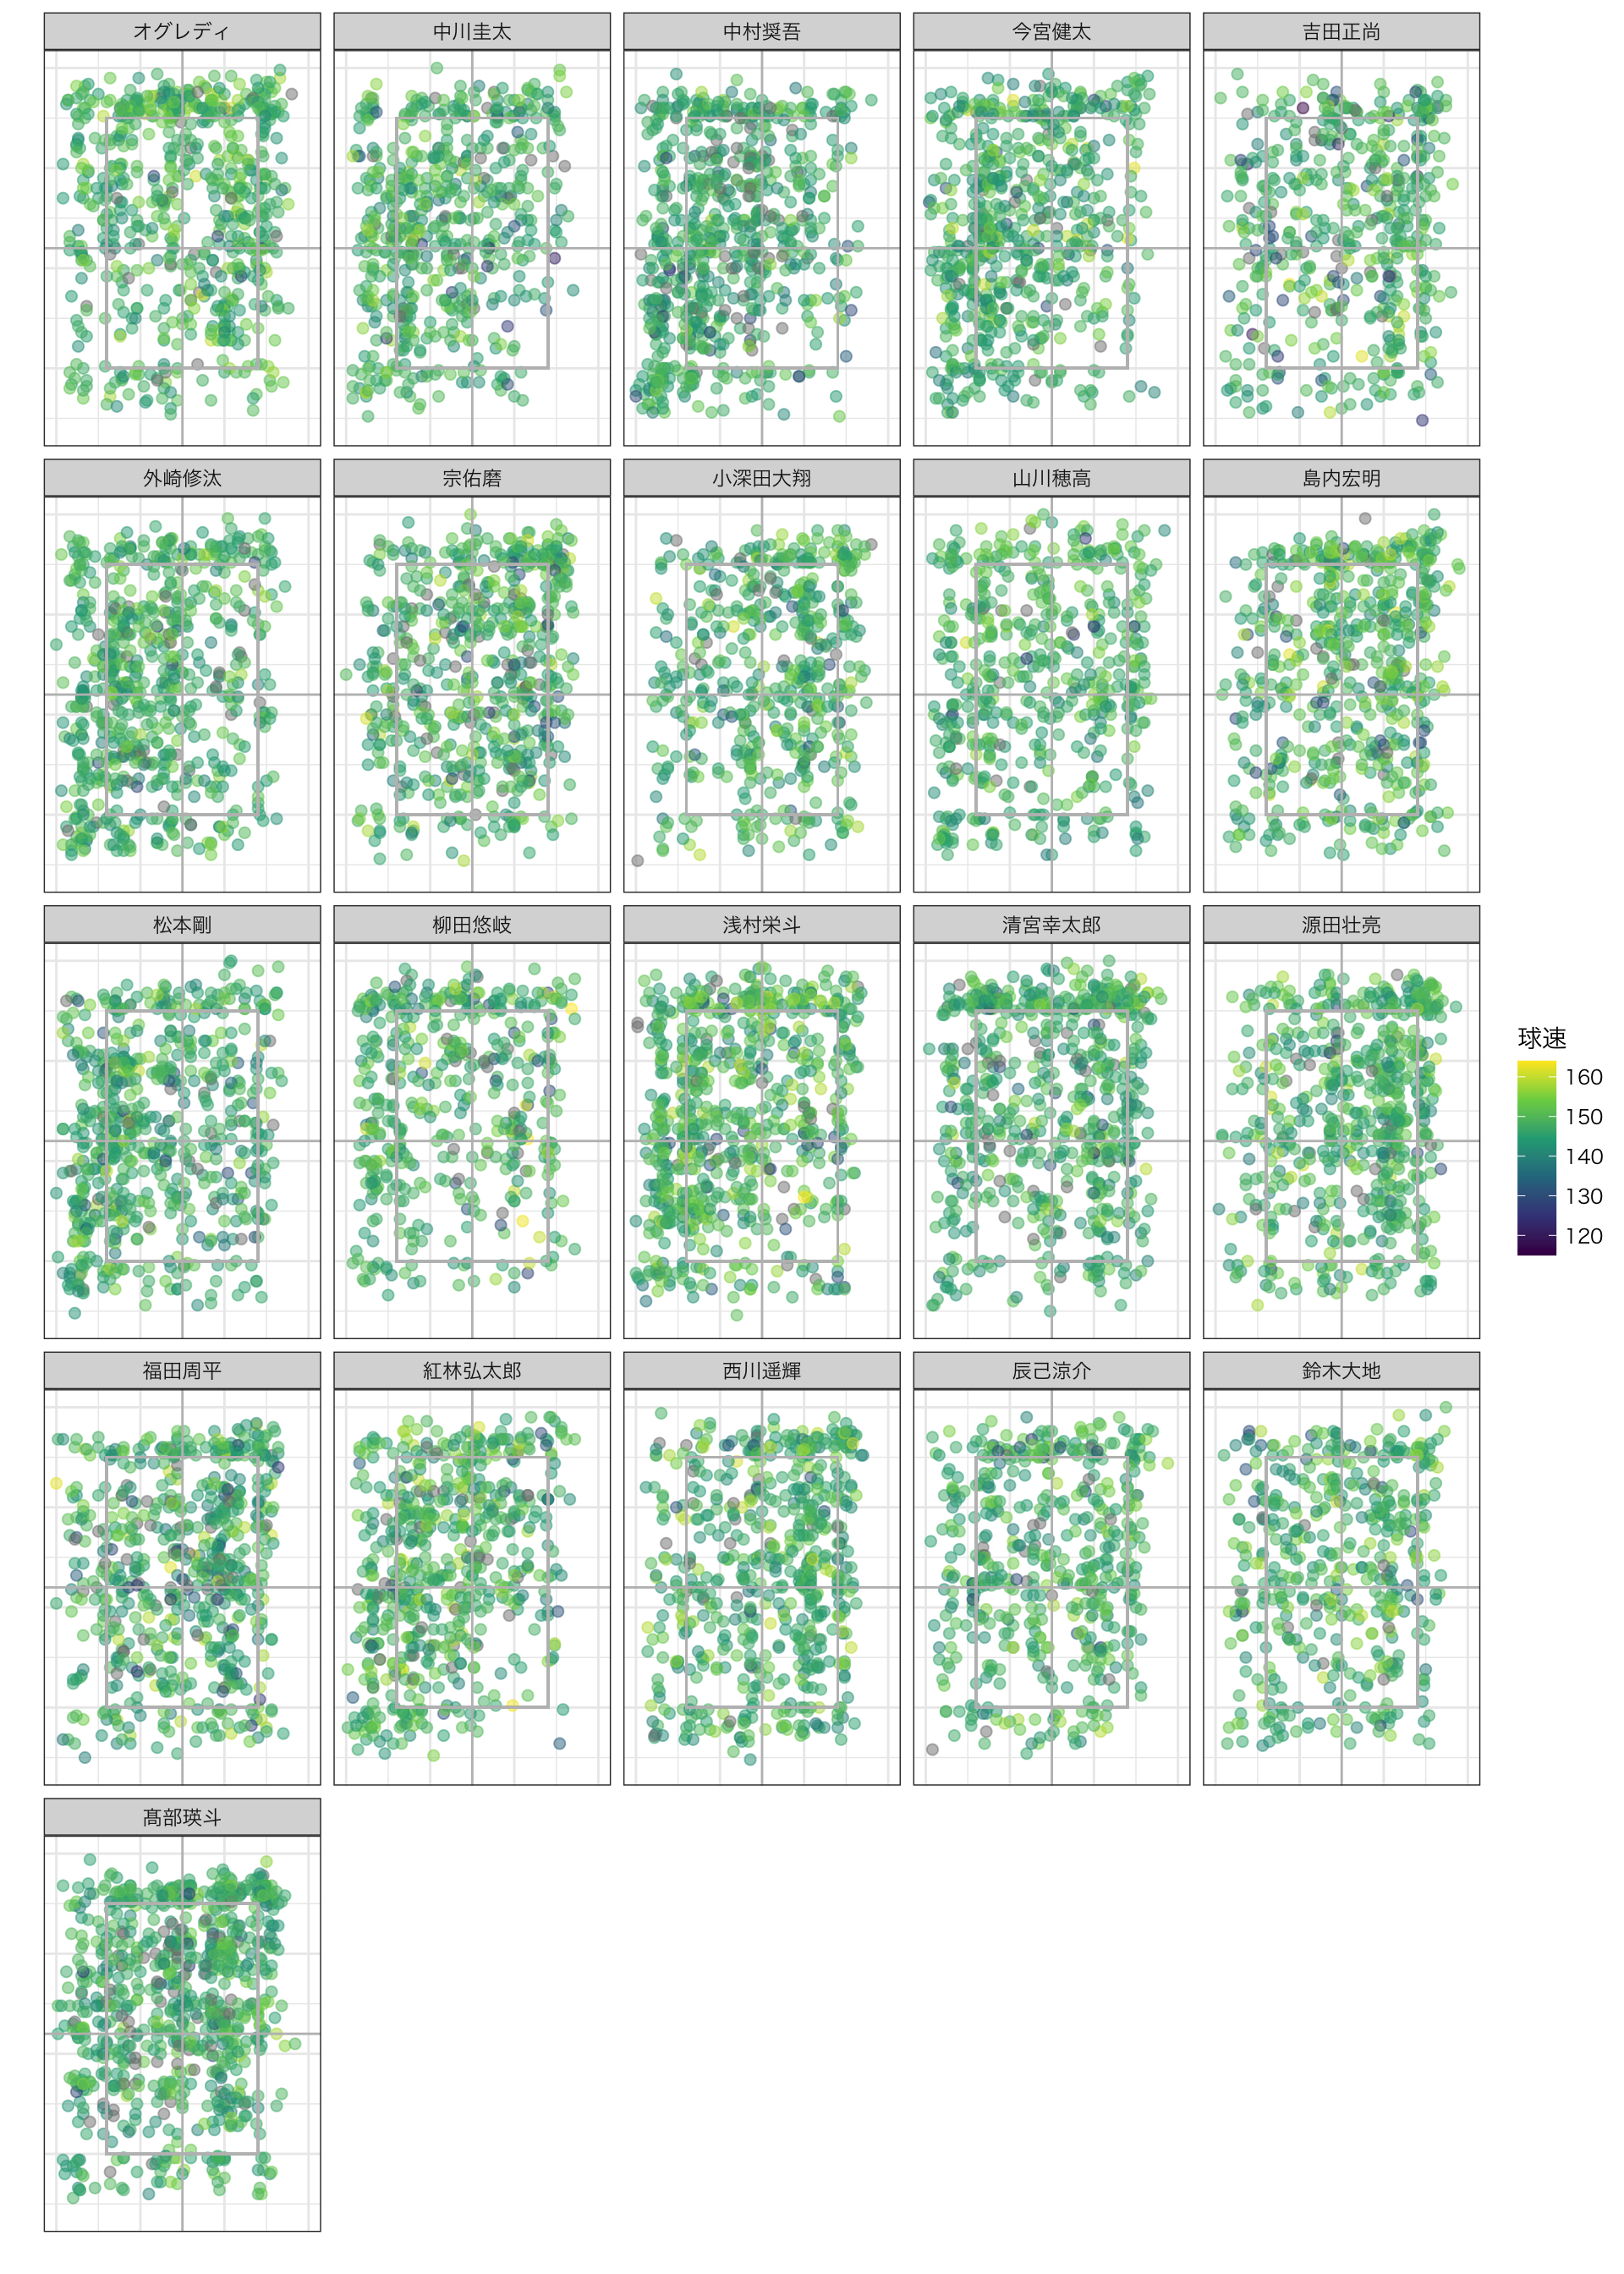 オグレディ
中川圭太
中村奨吾
今宮健太
吉田正尚
外崎修汰
宗佑磨
小深田大翔
山川穂高
島内宏明
松本剛
柳田悠岐
浅村栄斗
清宮幸太郎
源田壮亮
球速
160
150
140
130
120
福田周平
紅林弘太郎
西川遥輝
辰己涼介
鈴木大地
髙部瑛斗